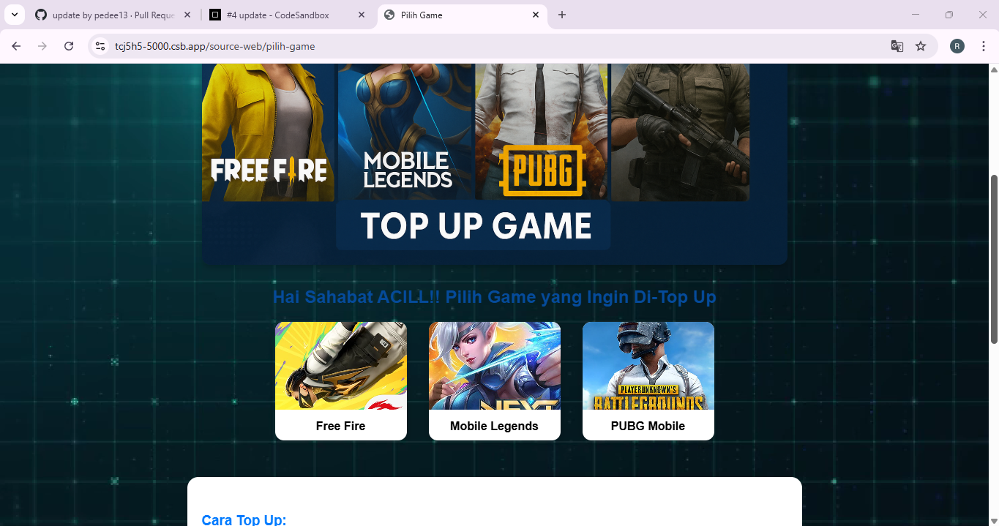 update by pedee13 · Pull Reque
#4 update - CodeSandbox
Pilih Game
tcj5h5-5000.csb.app/source-web/pilih-game
R
FREE FIRE
MOBILE
LEGENDS
PUBG
TOP UP GAME
Hai Sahabat ACILL!! Pilih Game yang Ingin Di-Top Up
NEXT
PLAYERUNKNOWN'S
BATTLEGROUNDS
Free Fire
Mobile Legends
PUBG Mobile
Cara Top Up: